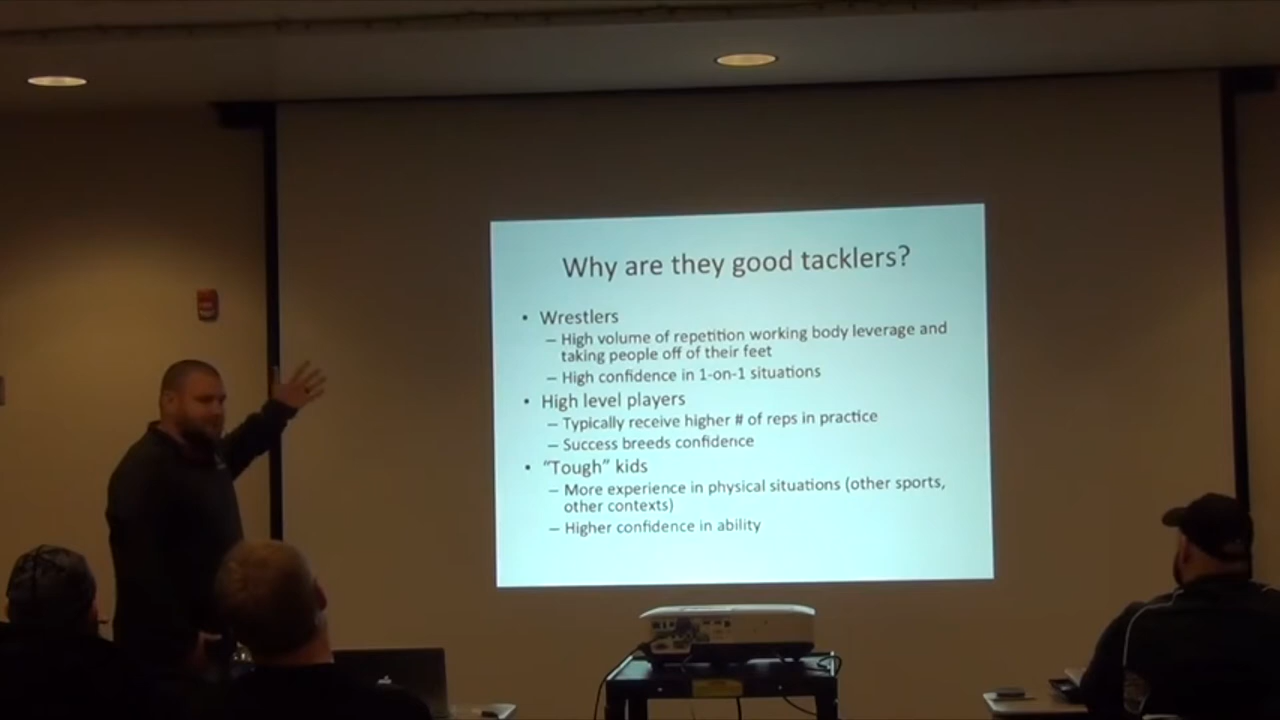 Why are they good tacklers?
• Wrestlers
– High volume of repetition working body leverage and
taking people off of their feet
– High confidence in 1-on-1 situations
• High level players
– Typically receive higher # of reps in practice
– Success breeds confidence
• “Tough” kids
– More experience in physical situations (other sports,
other contexts)
– Higher confidence in ability